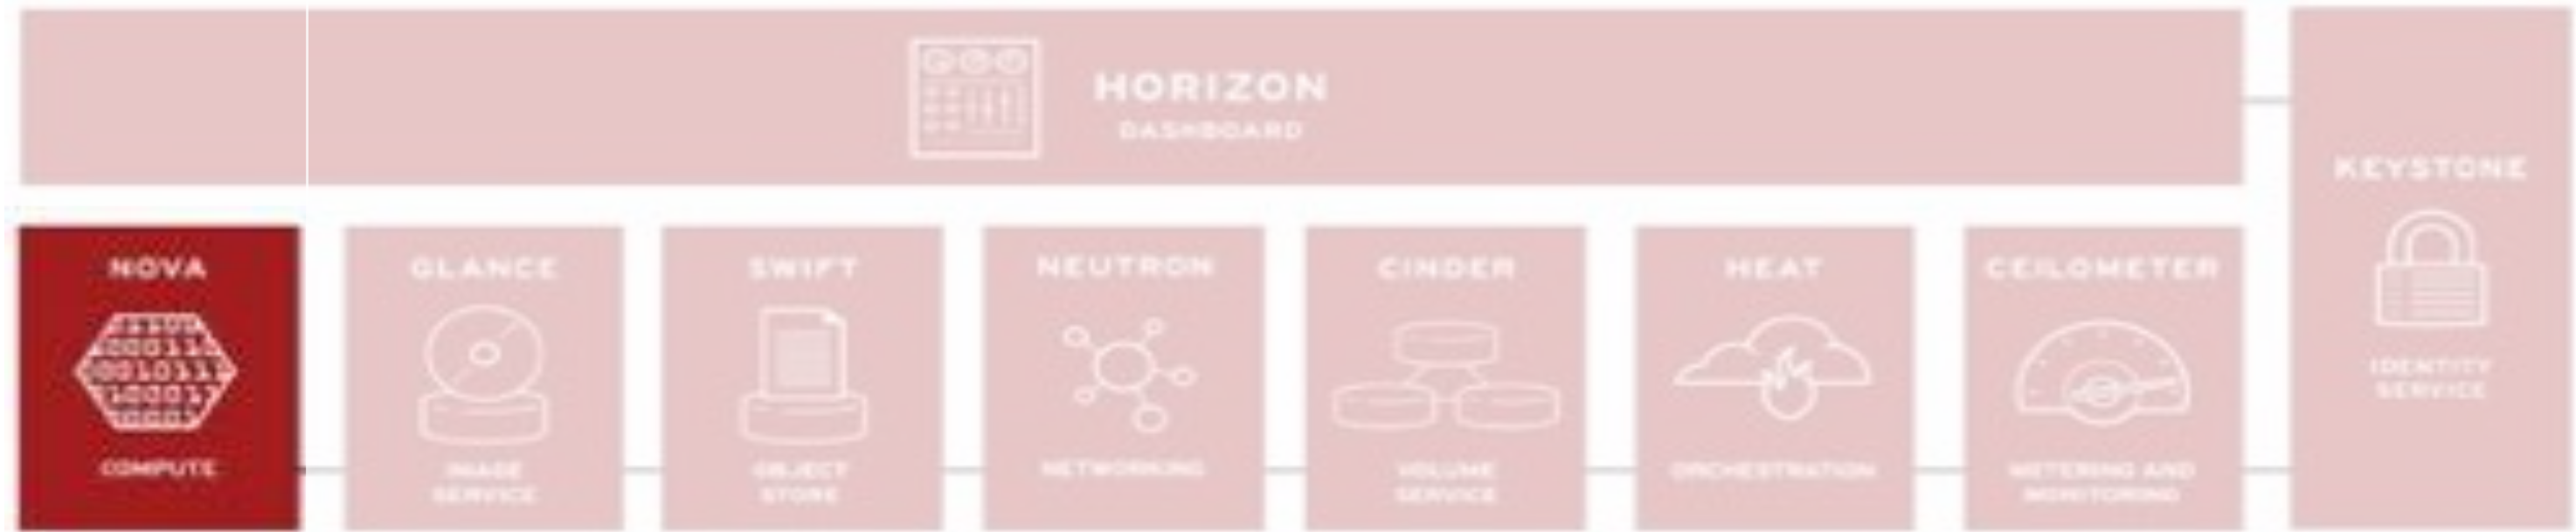 HORIZON
DASHBOARD
KEYSTONE
IDENTITY
SERVICE
NOVA
COMPUTE
GLANCE
IMAGE
SERVICE
SWIFT
OBJECT
STORE
NEUTRON
NETWORKING
CINDER
VOLUME
SERVICE
HEAT
ORCHESTRATION
CEILOMETER
METERING AND
MONITORING